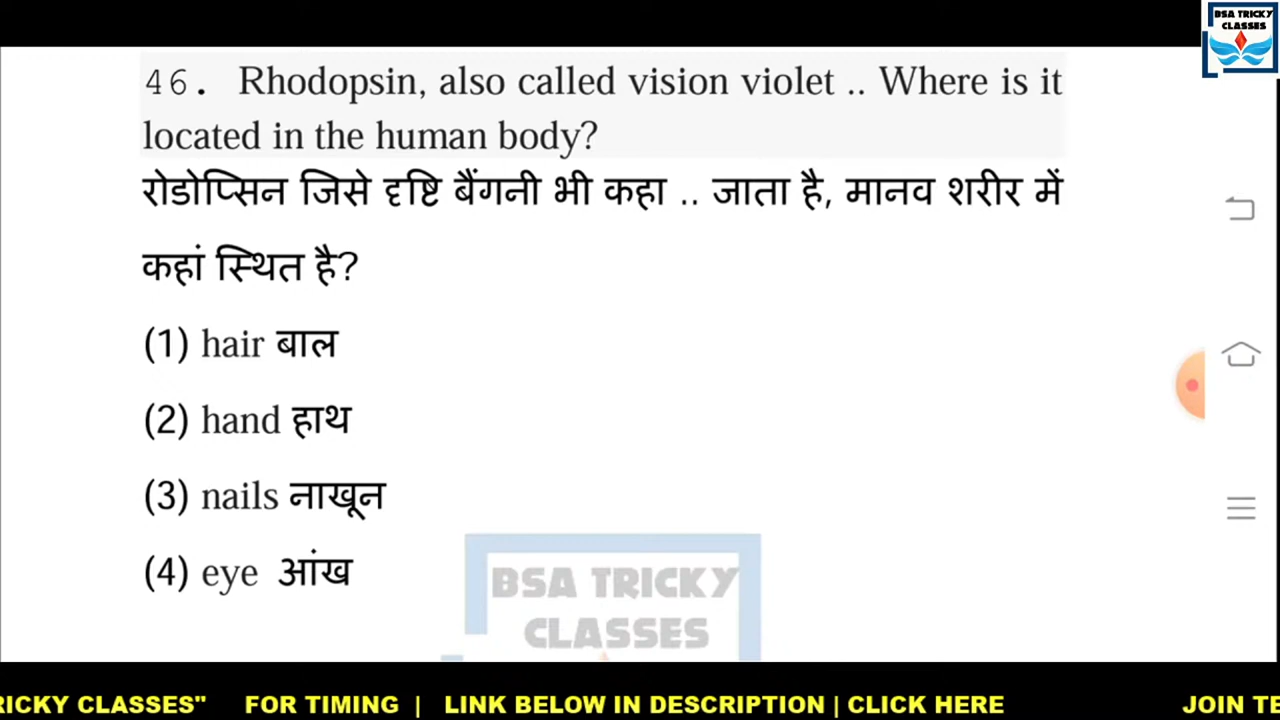 BSA TRICKY
CLASSES
46. Rhodopsin, also called vision violet .. Where is it
located in the human body?
रोडोप्सिन जिसे दृष्टि बैंगनी भी कहा .. जाता है, मानव शरीर में
कहां स्थित है?
(1) hair बाल
(2) hand हाथ
(3) nails नाखून
(4) eye आंख
BSA TRICKY
CLASSES
RICKY CLASSES" FOR TIMING | LINK BELOW IN DESCRIPTION | CLICK HERE JOIN TE